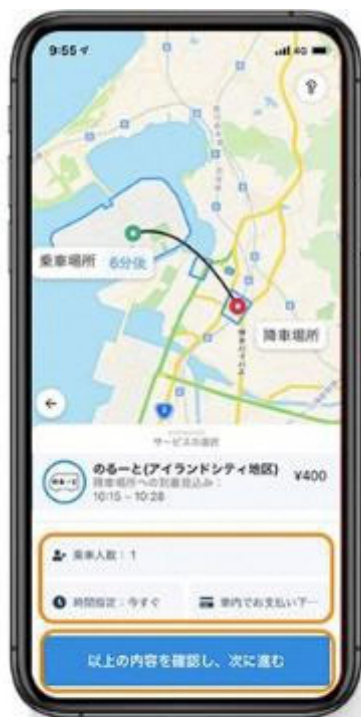 9:55
4G
乗車場所 6分後
降車場所
サービスの選択
のるーと(アイランドシティ地区) ¥400
降車場所への到着見込み:
10:15 - 10:28
乗車人数:1
時間指定:今すぐ 車内でお支払い下…
以上の内容を確認し、次に進む